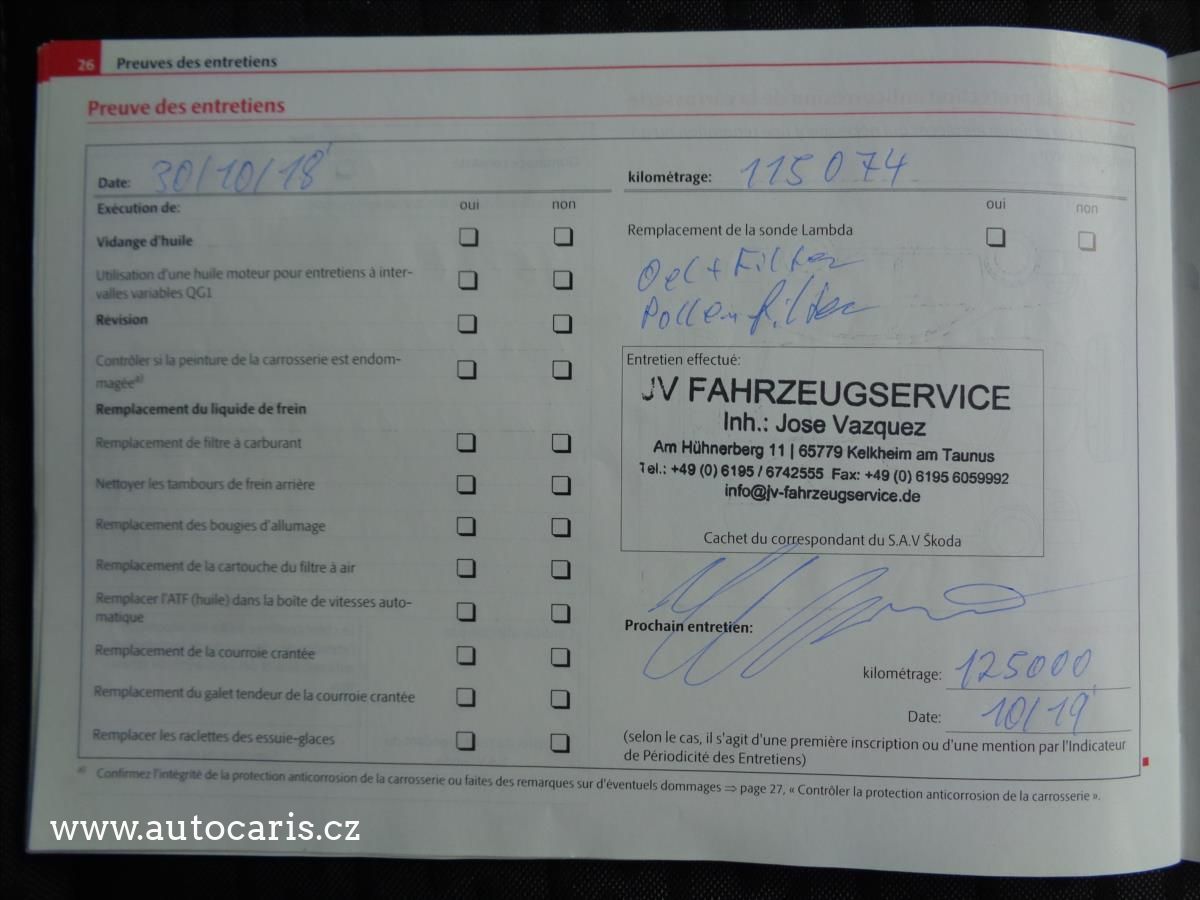 26 Preuves des entretiens
Preuve des entretiens
Date: 30/10/18'
Exécution de: oui non
Vidange d'huile
Utilisation d'une huile moteur pour entretiens à inter-
valles variables QG1
Révision
Contrôler si la peinture de la carrosserie est endom-
magée a)
Remplacement du liquide de frein
Remplacement de filtre à carburant
Nettoyer les tambours de frein arrière
Remplacement des bougies d'allumage
Remplacement de la cartouche du filtre à air
Remplacer l'ATF (huile) dans la boîte de vitesses auto-
matique
Remplacement de la courroie crantée
Remplacement du galet tendeur de la courroie crantée
Remplacer les raclettes des essuie-glaces
kilométrage: 115074
oui non
Remplacement de la sonde Lambda
Oel + Filter
Pollenfilter
Entretien effectué:
JV FAHRZEUGSERVICE
Inh.: Jose Vazquez
Am Hühnerberg 11 | 65779 Kelkheim am Taunus
Tel.: +49 (0) 6195 / 6742555 Fax: +49 (0) 6195 6059992
info@jv-fahrzeugservice.de
Cachet du correspondant du S.A.V Škoda
Prochain entretien:
kilométrage: 125000
Date: 10/19'
(selon le cas, il s'agit d'une première inscription ou d'une mention par l'Indicateur
de Périodicité des Entretiens)
a) Confirmez l'intégrité de la protection anticorrosion de la carrosserie ou faites des remarques sur d'éventuels dommages ⇒ page 27, « Contrôler la protection anticorrosion de la carrosserie ».
www.autocaris.cz